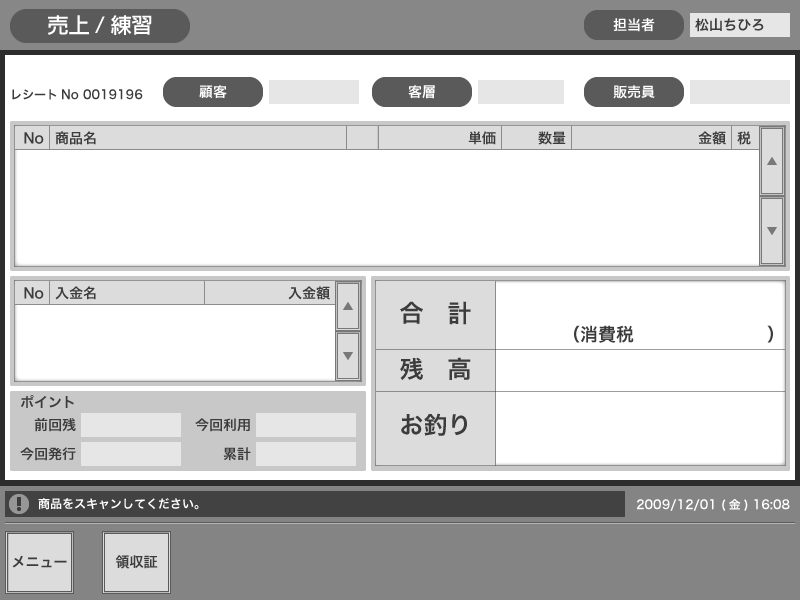 売上 / 練習
担当者 松山ちひろ
レシート No 0019196 顧客 客層 販売員
No 商品名 単価 数量 金額 税
No 入金名 入金額
合 計
(消費税 )
残 高
お釣り
ポイント
前回残 今回利用
今回発行 累計
商品をスキャンしてください。 2009/12/01 ( 金 ) 16:08
メニュー 領収証